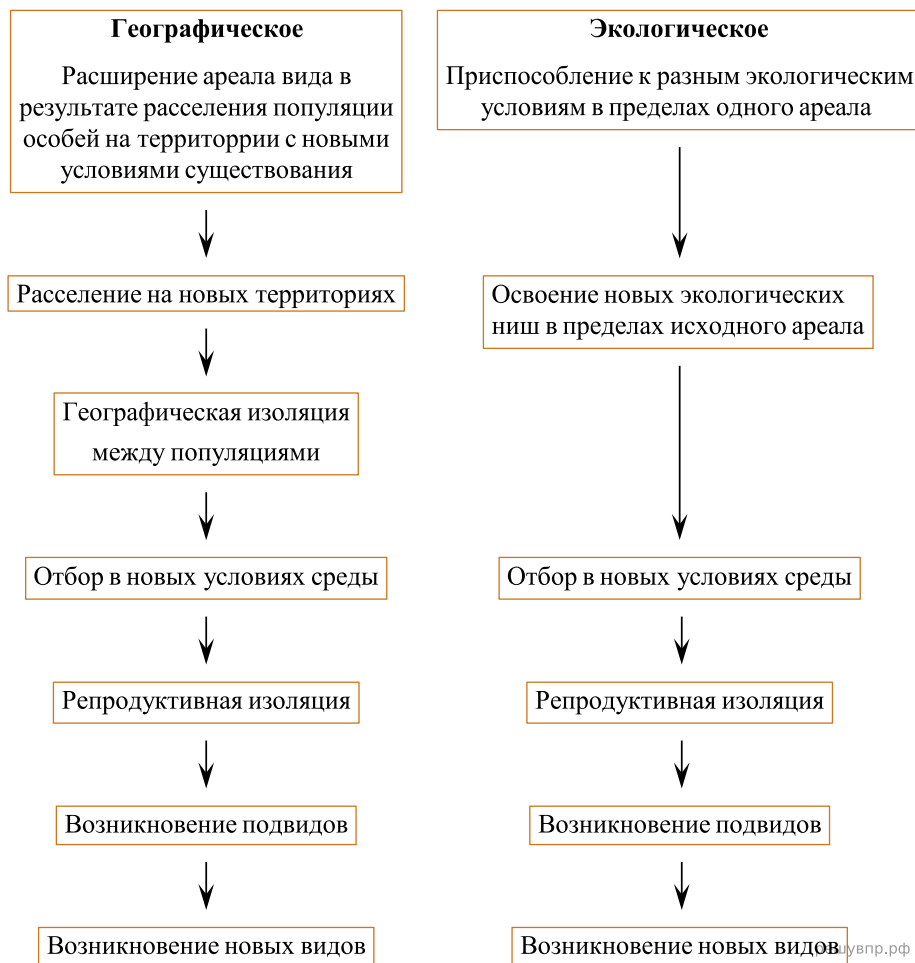 Географическое
Расширение ареала вида в
результате расселения популяции
особей на территоррии с новыми
условиями существования
Расселение на новых территориях
Географическая изоляция
между популяциями
Отбор в новых условиях среды
Репродуктивная изоляция
Возникновение подвидов
Возникновение новых видов
Экологическое
Приспособление к разным экологическим
условиям в пределах одного ареала
Освоение новых экологических
ниш в пределах исходного ареала
Отбор в новых условиях среды
Репродуктивная изоляция
Возникновение подвидов
Возникновение новых видов
решувпр.рф